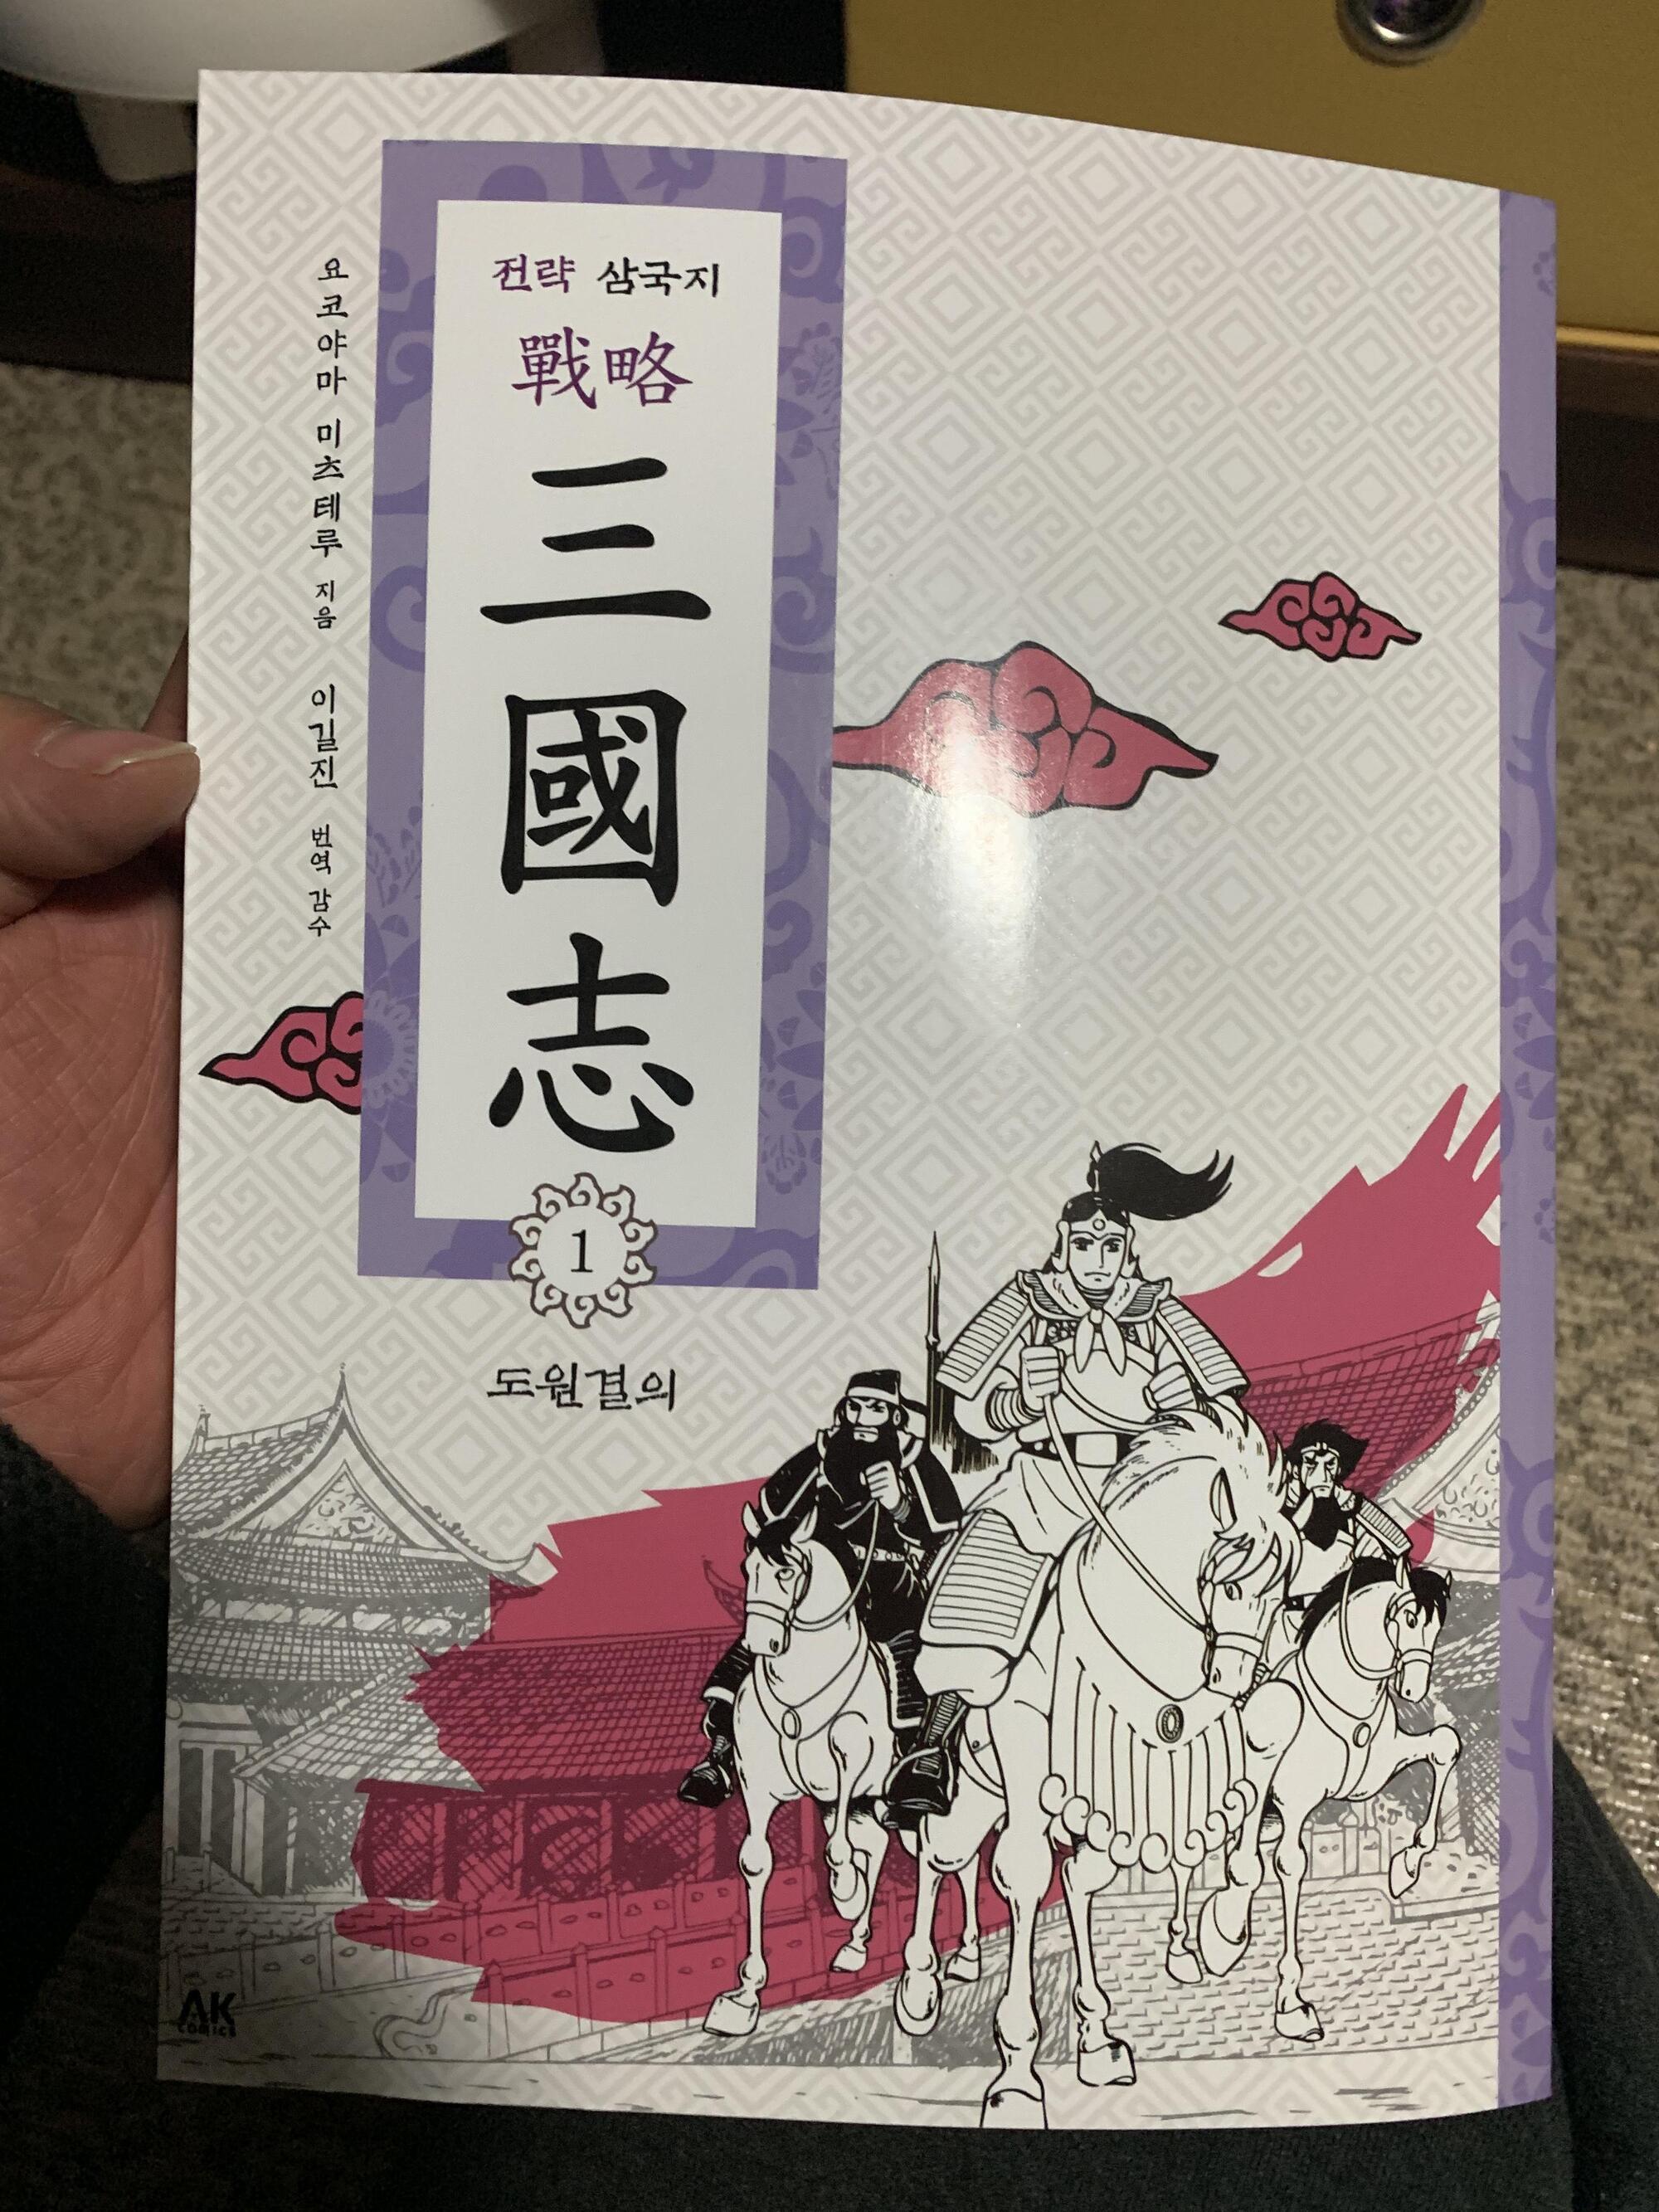 전략 삼국지
戰略
三國志
1
도원결의
요코야마 미츠테루 지음 이길진 번역 감수
AK
COMICS